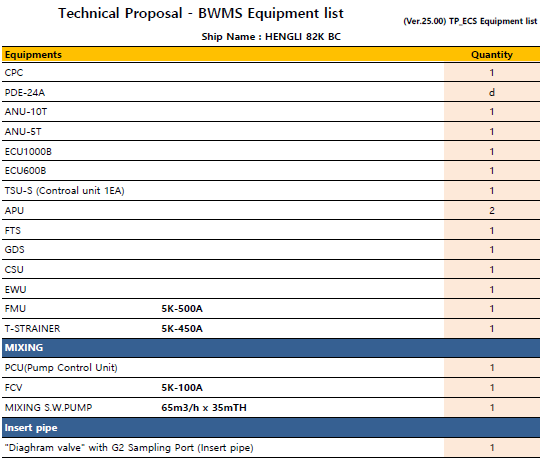 Technical Proposal - BWMS Equipment list
(Ver.25.00) TP_ECS Equipment list
Ship Name : HENGLI 82K BC
Equipments Quantity
CPC 1
PDE-24A d
ANU-10T 1
ANU-5T 1
ECU1000B 1
ECU600B 1
TSU-S (Controal unit 1EA) 1
APU 2
FTS 1
GDS 1
CSU 1
EWU 1
FMU 5K-500A 1
T-STRAINER 5K-450A 1
MIXING
PCU(Pump Control Unit) 1
FCV 5K-100A 1
MIXING S.W.PUMP 65m3/h x 35mTH 1
Insert pipe
"Diaghram valve" with G2 Sampling Port (Insert pipe) 1